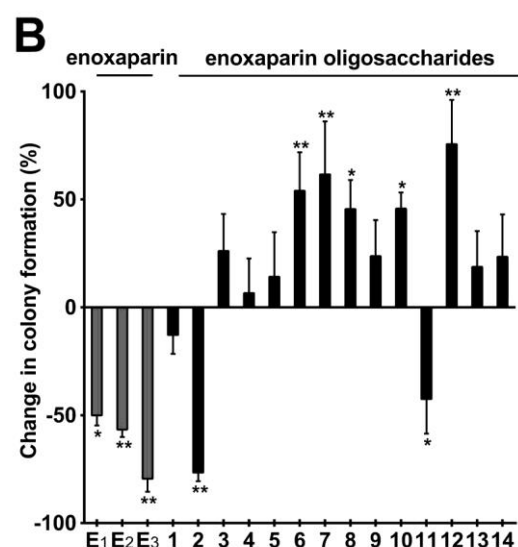 B
enoxaparin enoxaparin oligosaccharides
Change in colony formation (%)
100
50
0
-50
-100
* ** ** ** ** ** * * * **
E1 E2 E3 1 2 3 4 5 6 7 8 9 10 11 12 13 14